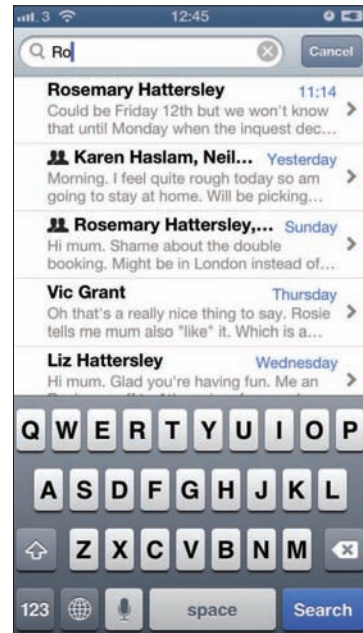 3 12:45
Ro Cancel
Rosemary Hattersley 11:14
Could be Friday 12th but we won't know
that until Monday when the inquest dec...
Karen Haslam, Neil... Yesterday
Morning. I feel quite rough today so am
going to stay at home. Will be picking...
Rosemary Hattersley,... Sunday
Hi mum. Shame about the double
booking. Might be in London instead of...
Vic Grant Thursday
Oh that's a really nice thing to say. Rosie
tells me mum also "like" it. Which is a...
Liz Hattersley Wednesday
Hi mum. Glad you're having fun. Me an
Q W E R T Y U I O P
A S D F G H J K L
Z X C V B N M
123 space Search